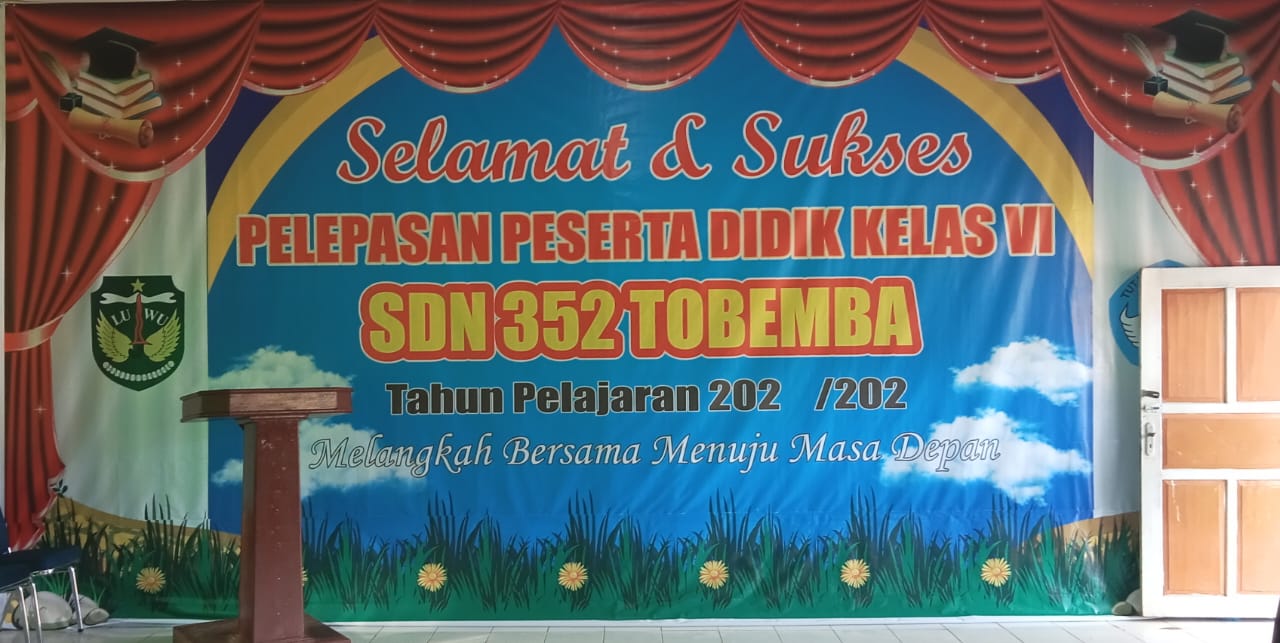 Selamat & Sukses
PELEPASAN PESERTA DIDIK KELAS VI
SDN 352 TOBEMBA
Tahun Pelajaran 202 /202
Melangkah Bersama Menuju Masa Depan
LUWU
TUT